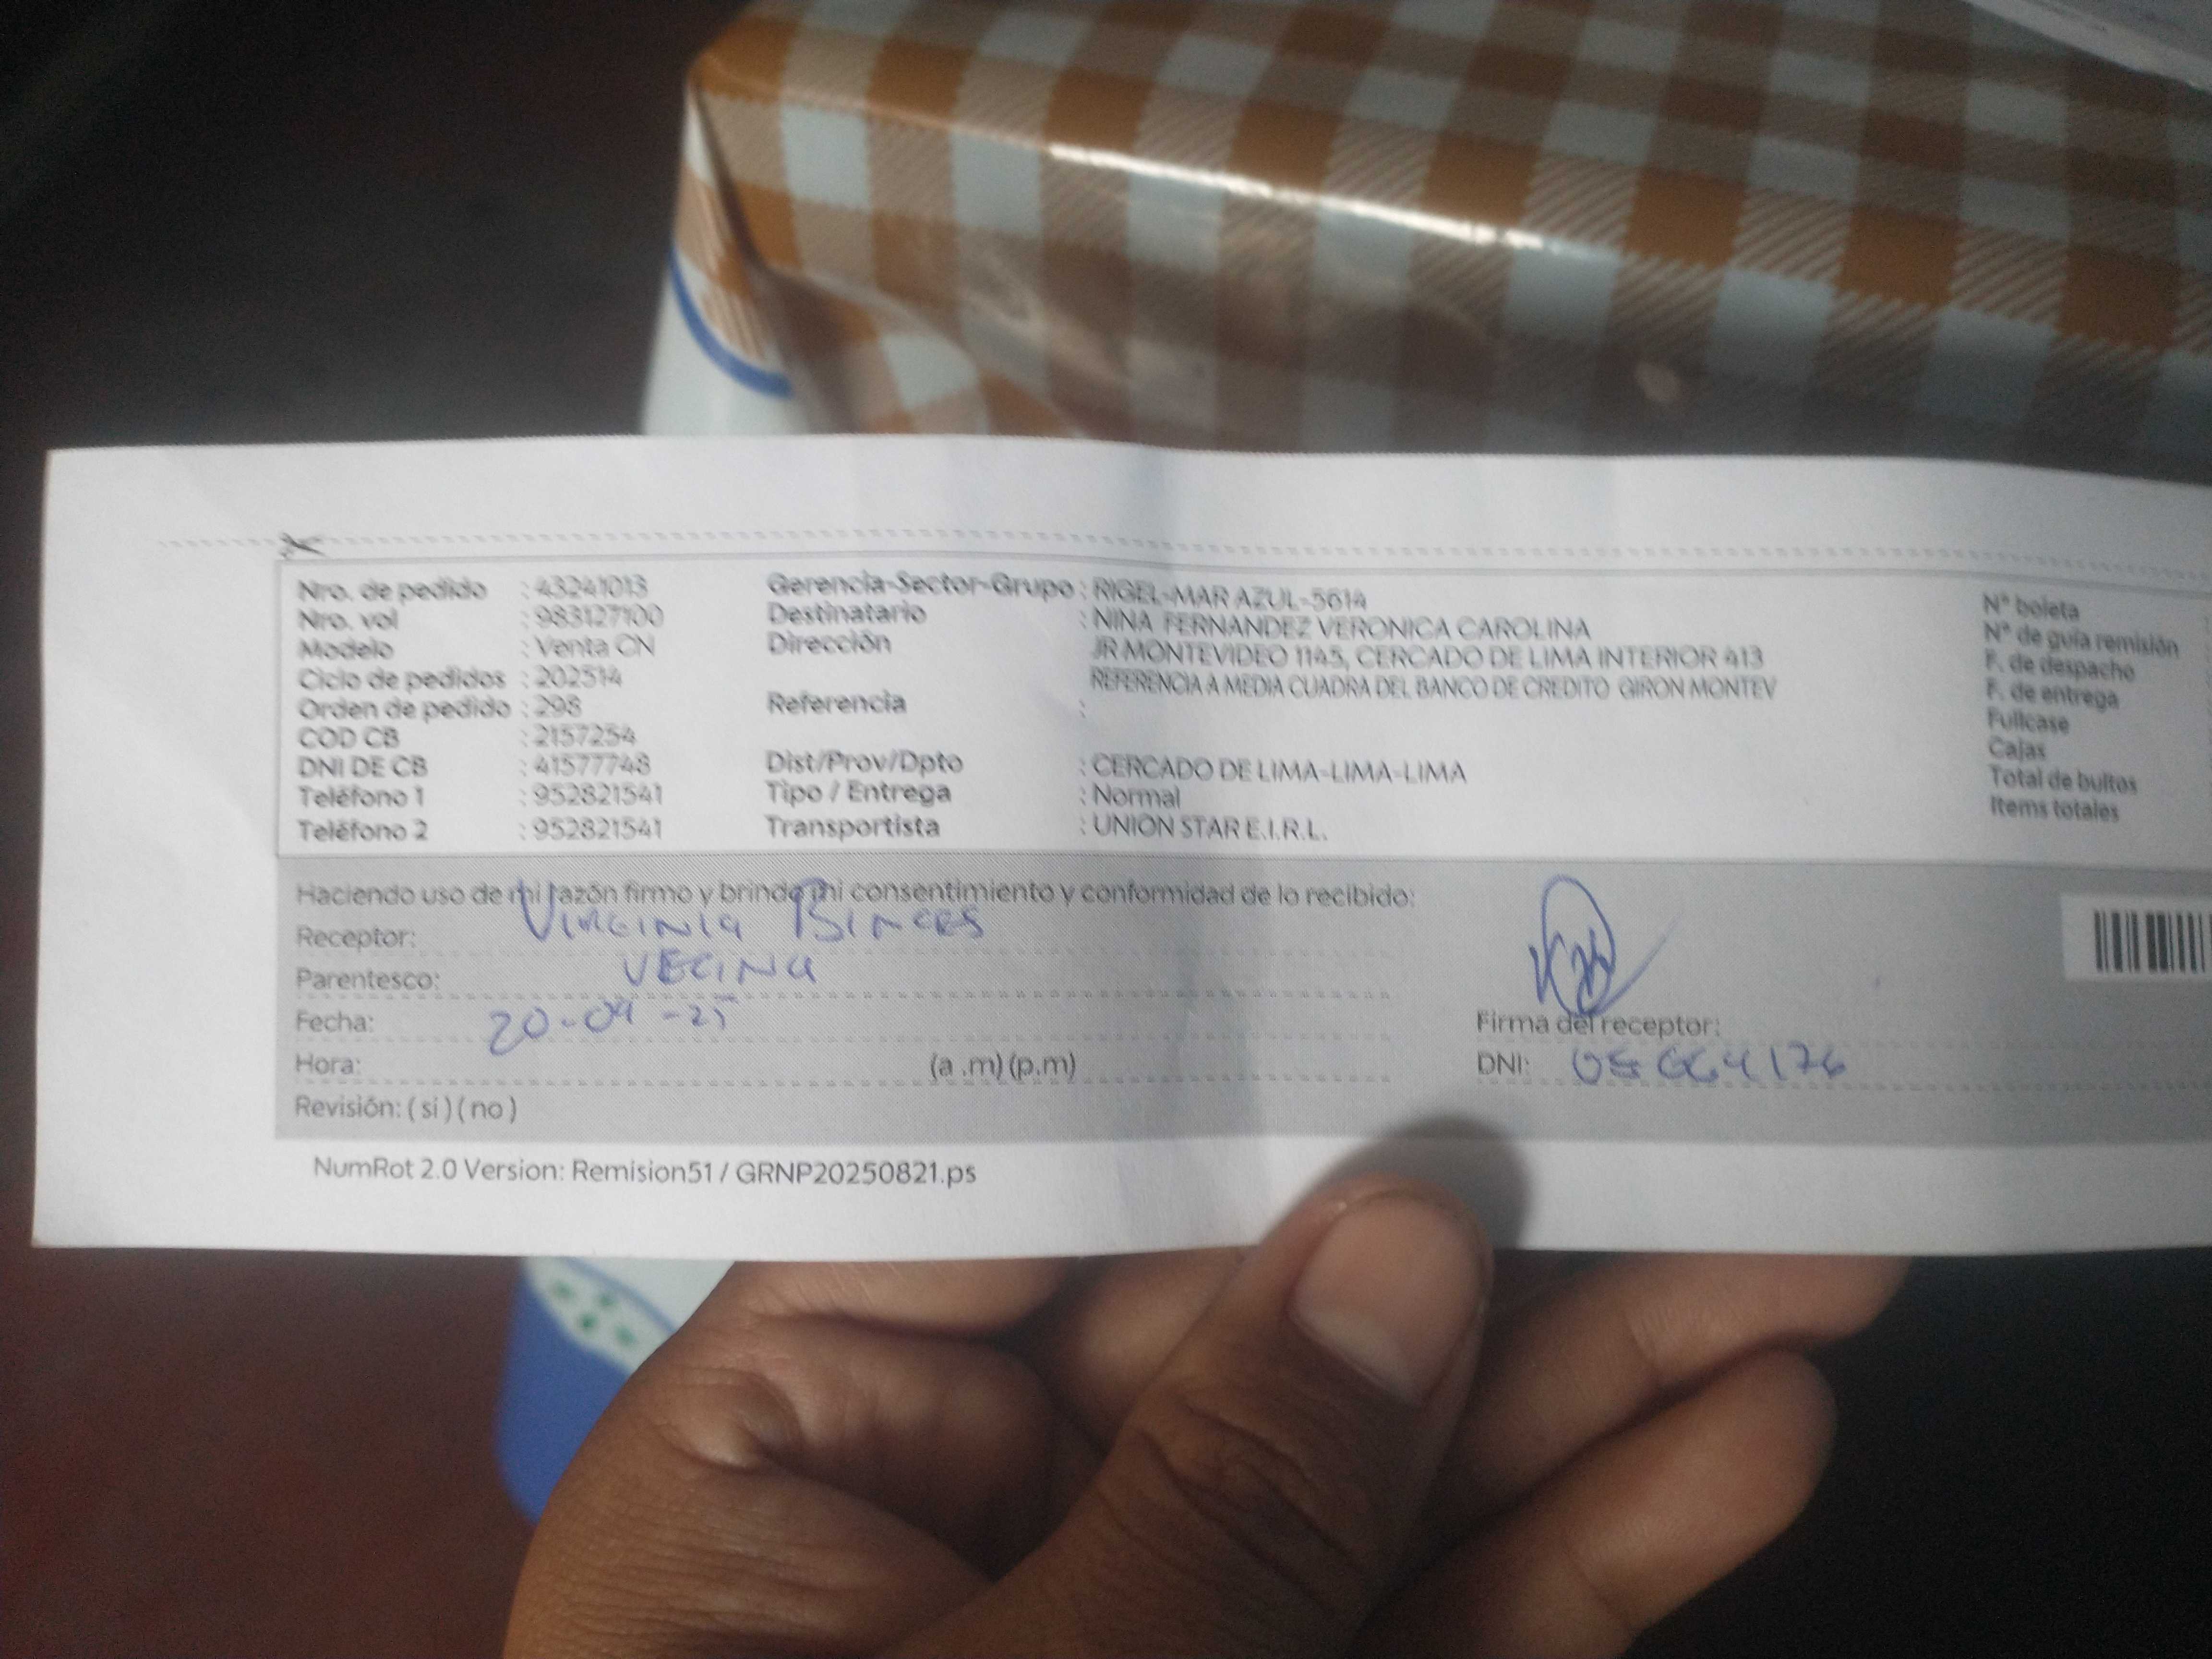 Nro. de pedido : 43241013
Nro. vol : 983127100
Modelo : Venta CN
Ciclo de pedidos : 202514
Orden de pedido : 298
COD CB : 2157254
DNI DE CB : 41577748
Teléfono 1 : 952821541
Teléfono 2 : 952821541
Gerencia-Sector-Grupo : RIGEL-MAR AZUL-5614
Destinatario : NINA FERNANDEZ VERONICA CAROLINA
Dirección JR MONTEVIDEO 1145, CERCADO DE LIMA INTERIOR 413
REFERENCIA A MEDIA CUADRA DEL BANCO DE CREDITO GIRON MONTEV
Referencia :
Dist/Prov/Dpto : CERCADO DE LIMA-LIMA-LIMA
Tipo / Entrega : Normal
Transportista : UNION STAR E.I.R.L.
N° boleta
N° de guía remisión
F. de despacho
F. de entrega
Fullcase
Cajas
Total de bultos
Items totales
Haciendo uso de mi razón firmo y brindo mi consentimiento y conformidad de lo recibido:
Receptor: VIRGINIA
Parentesco: VECINA
Fecha: 20-09-25
Hora: (a .m) (p.m)
Revisión: ( si ) ( no )
Firma del receptor:
DNI:
NumRot 2.0 Version: Remision51 / GRNP20250821.ps